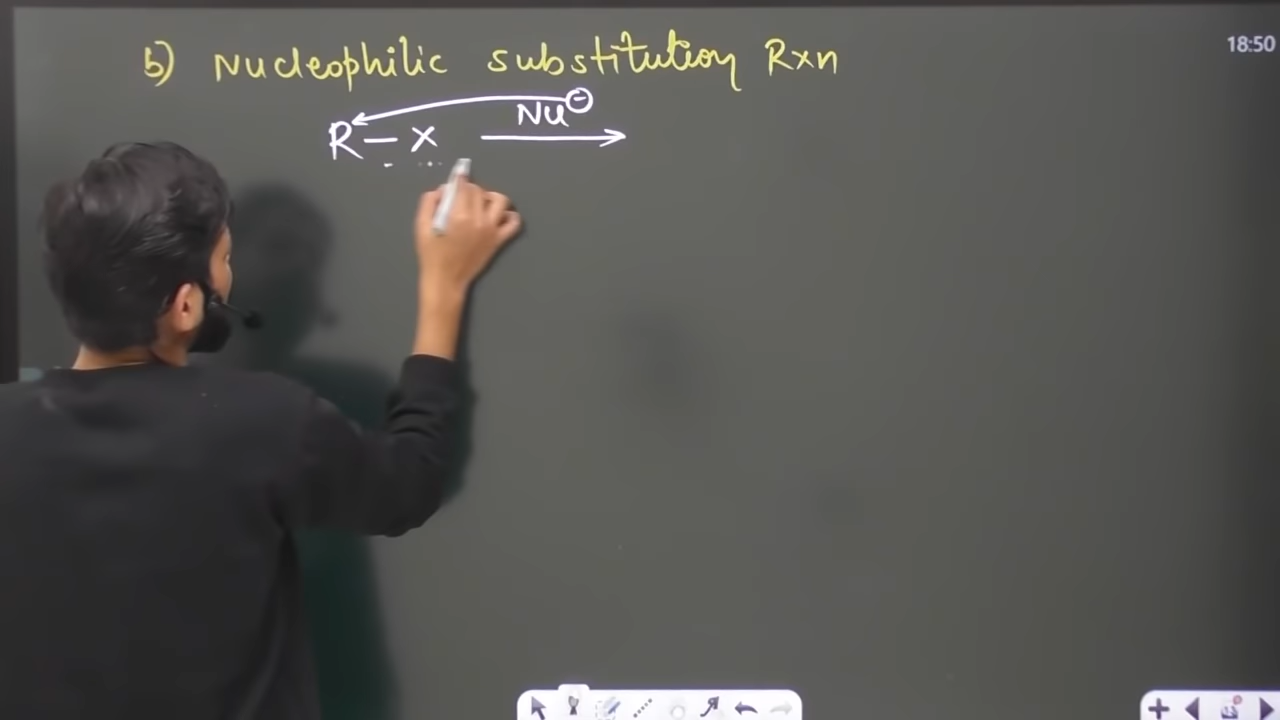 b) Nucleophilic substitution Rxn
18:50
Nu⊖
R — X ⟶